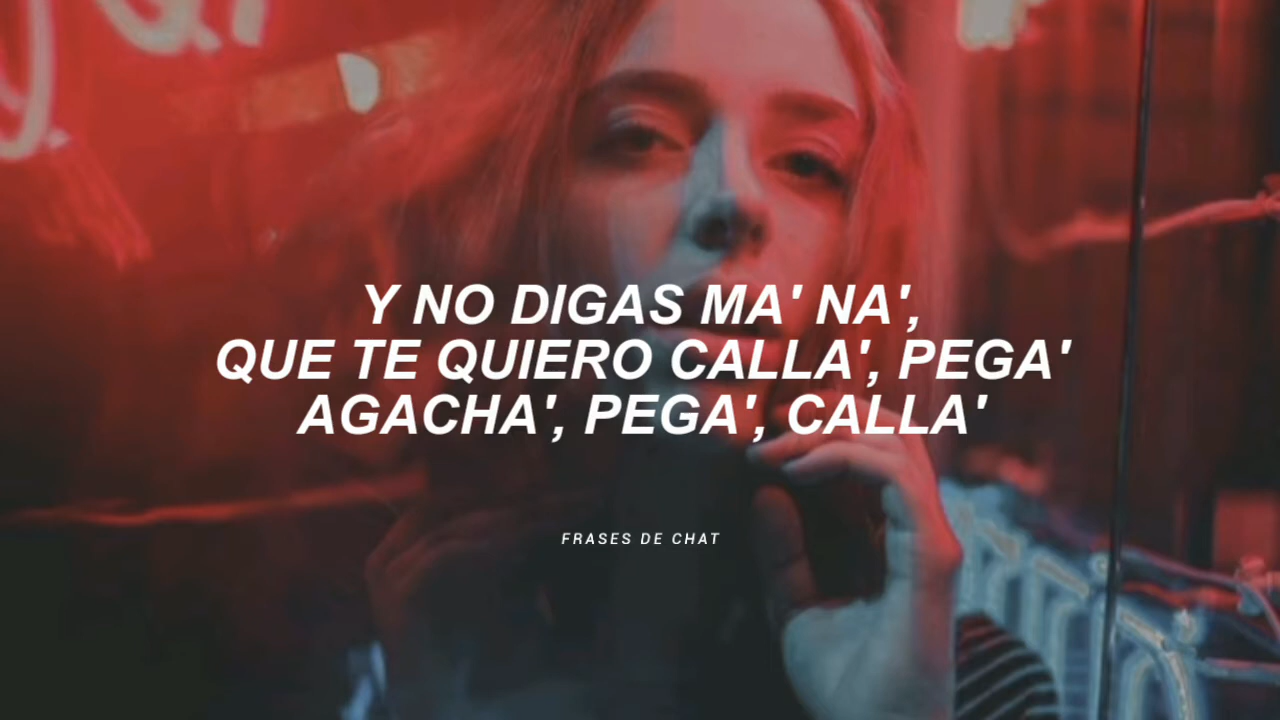 Y NO DIGAS MA' NA',
QUE TE QUIERO CALLA', PEGA'
AGACHA', PEGA', CALLA'
FRASES DE CHAT